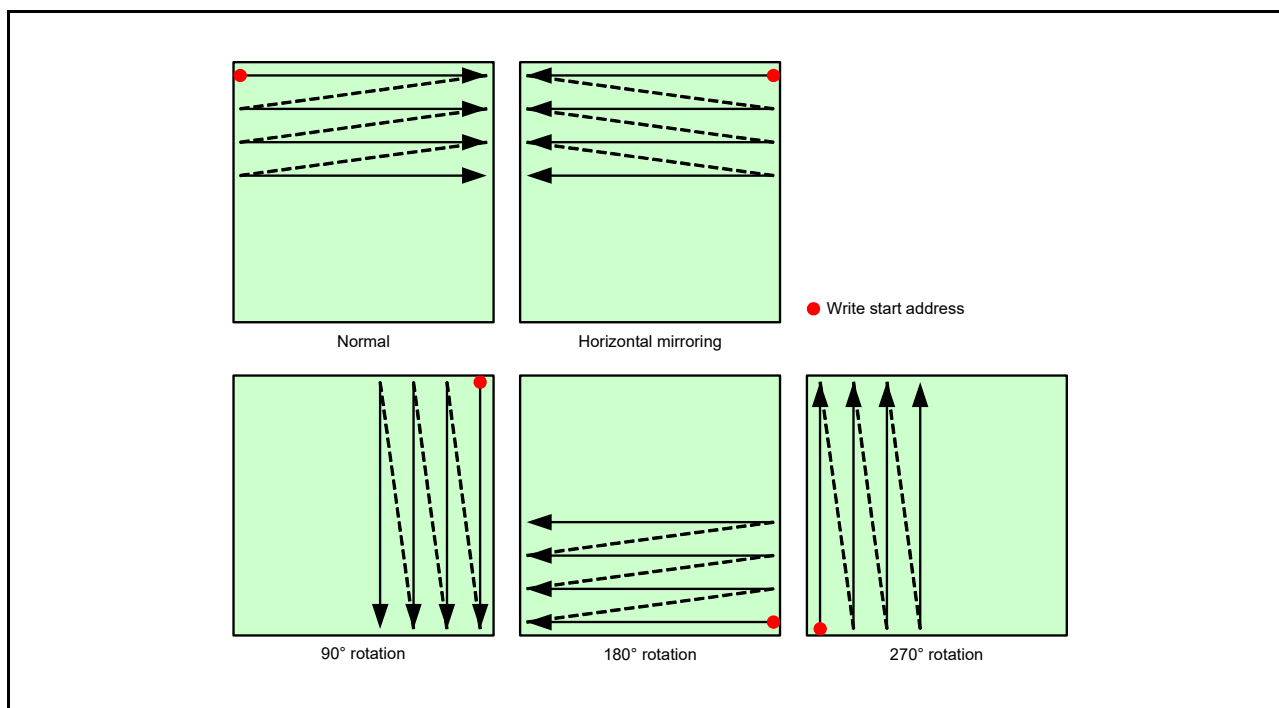 Write start address
Normal
Horizontal mirroring
90° rotation
180° rotation
270° rotation